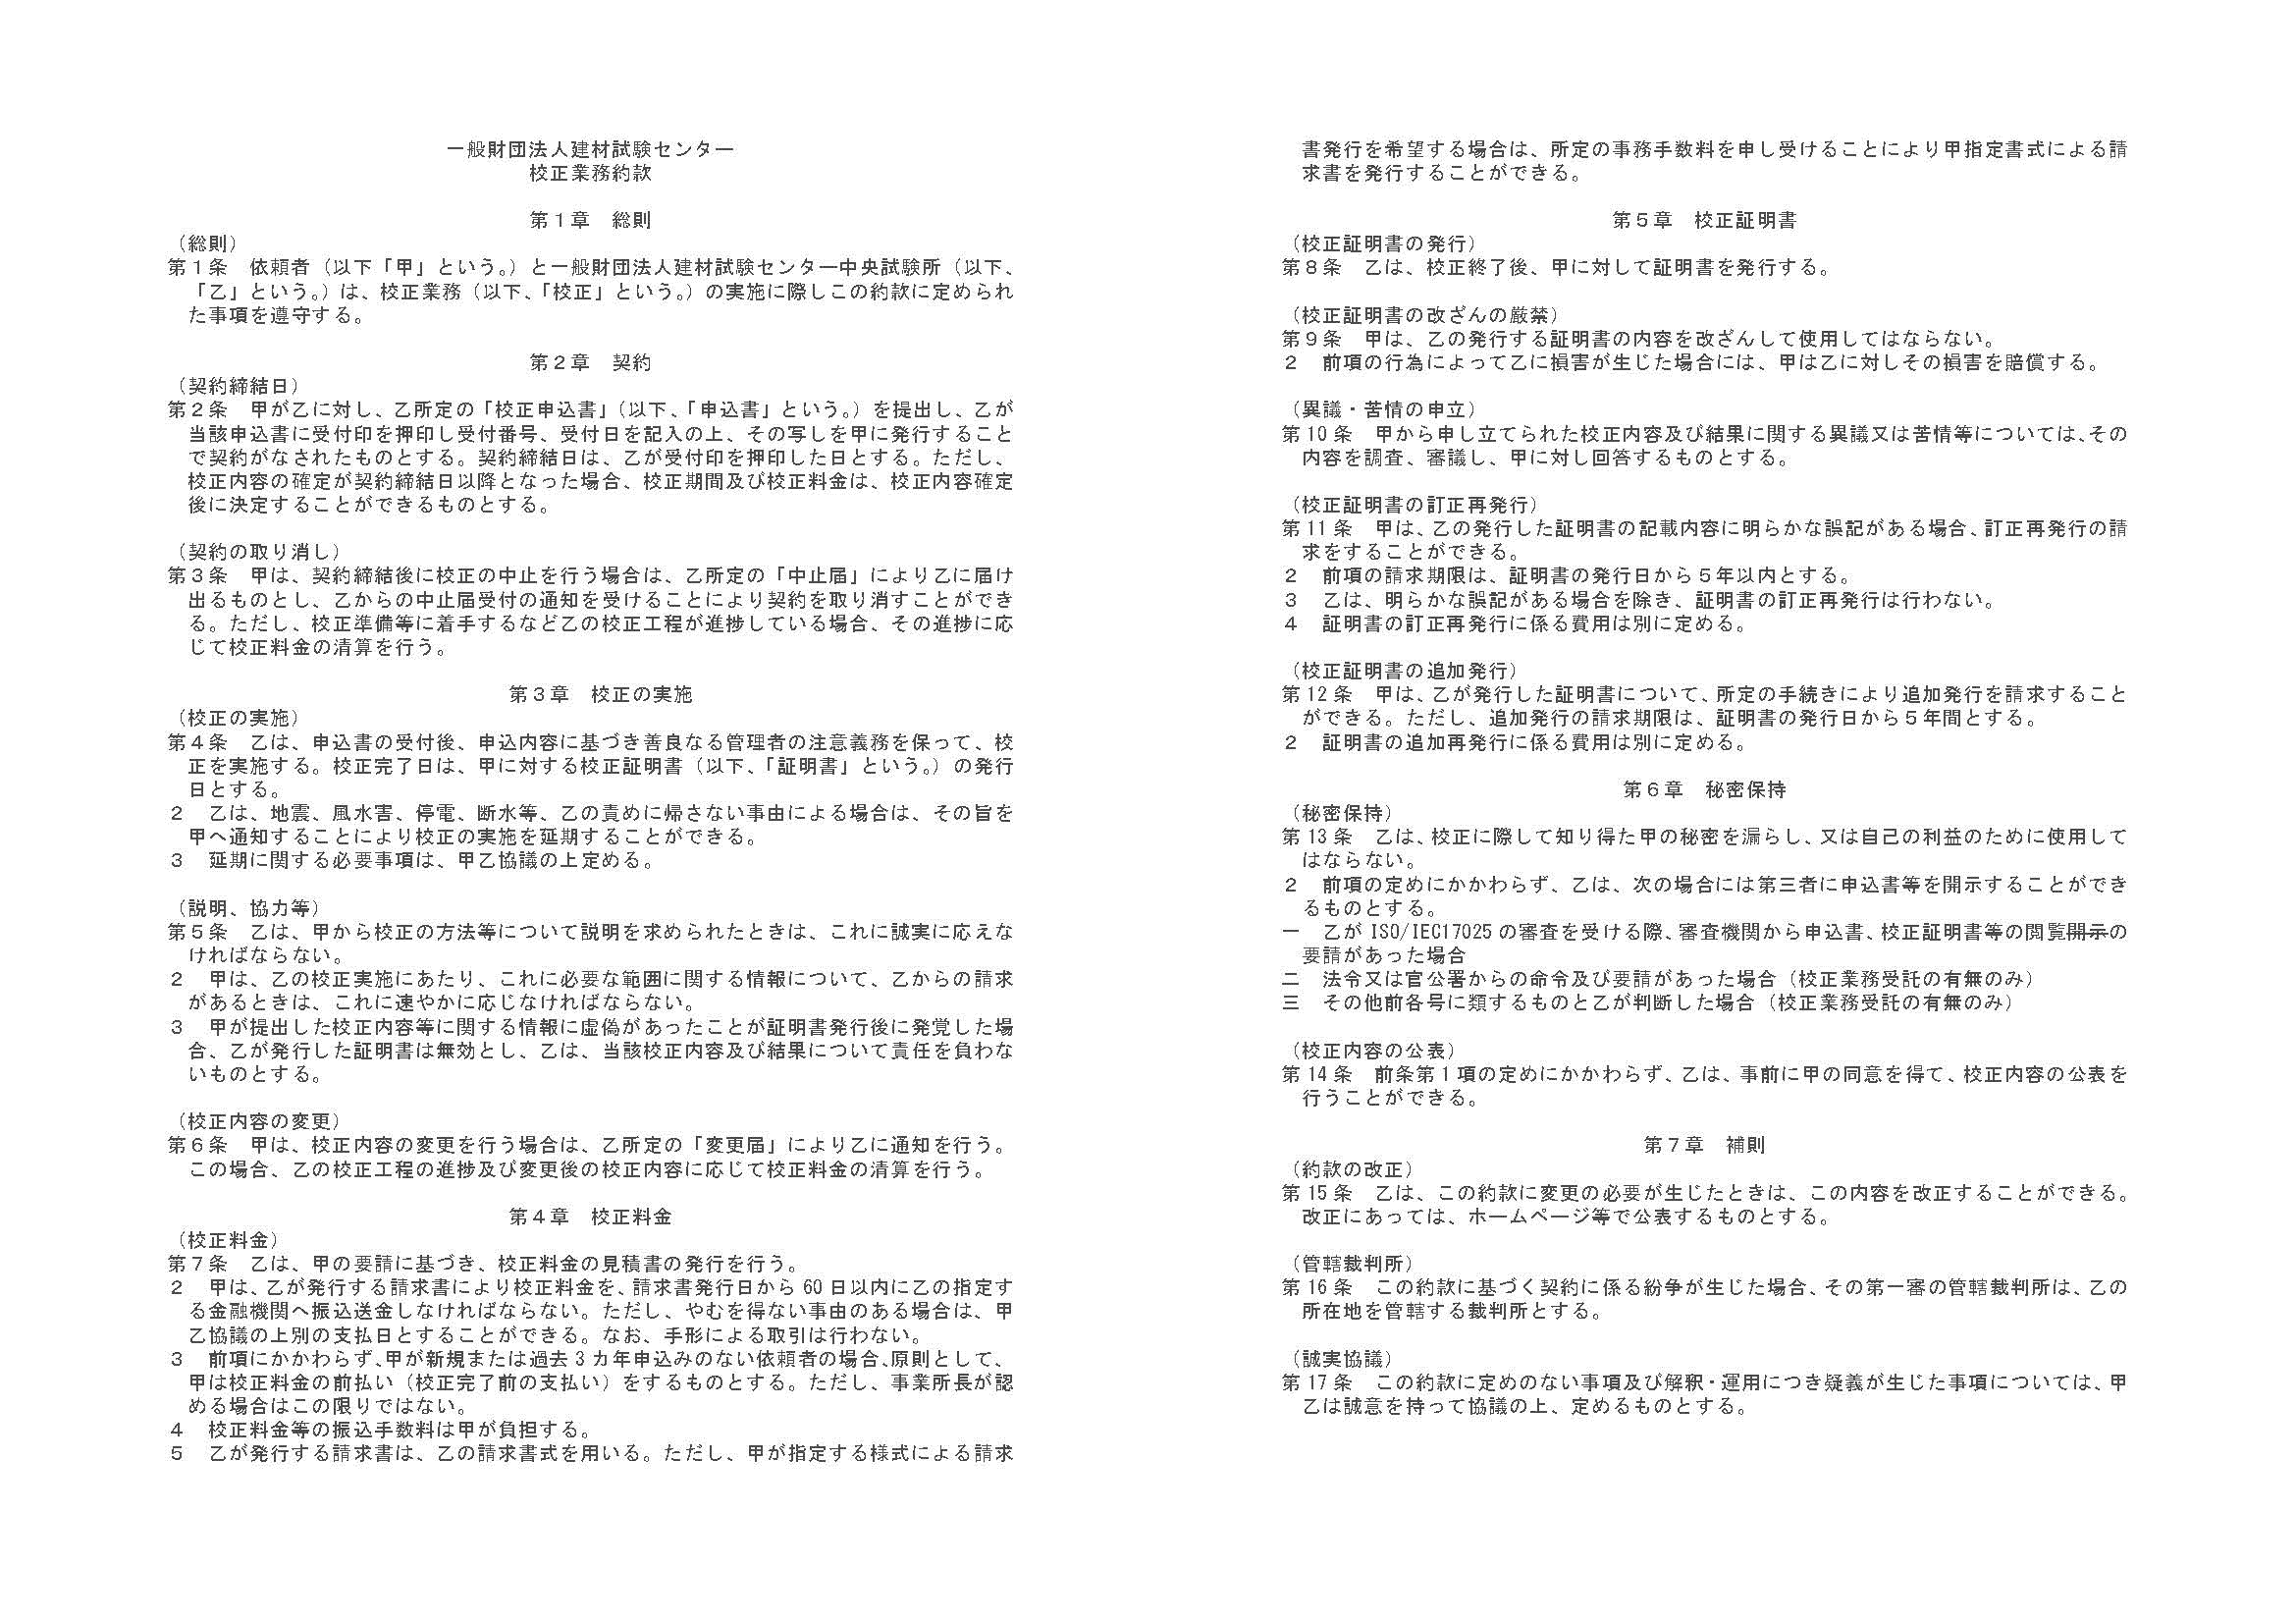 一般財団法人建材試験センター
校正業務約款
第１章　総則
（総則）
第１条　依頼者（以下「甲」という。）と一般財団法人建材試験センター中央試験所（以下、
「乙」という。）は、校正業務（以下、「校正」という。）の実施に際しこの約款に定められ
た事項を遵守する。
第２章　契約
（契約締結日）
第２条　甲が乙に対し、乙所定の「校正申込書」（以下、「申込書」という。）を提出し、乙が
当該申込書に受付印を押印し受付番号、受付日を記入の上、その写しを甲に発行すること
で契約がなされたものとする。契約締結日は、乙が受付印を押印した日とする。ただし、
校正内容の確定が契約締結日以降となった場合、校正期間及び校正料金は、校正内容確定
後に決定することができるものとする。
（契約の取り消し）
第３条　甲は、契約締結後に校正の中止を行う場合は、乙所定の「中止届」により乙に届け
出るものとし、乙からの中止届受付の通知を受けることにより契約を取り消すことができ
る。ただし、校正準備等に着手するなど乙の校正工程が進捗している場合、その進捗に応
じて校正料金の清算を行う。
第３章　校正の実施
（校正の実施）
第４条　乙は、申込書の受付後、申込内容に基づき善良なる管理者の注意義務を保って、校
正を実施する。校正完了日は、甲に対する校正証明書（以下、「証明書」という。）の発行
日とする。
２　乙は、地震、風水害、停電、断水等、乙の責めに帰さない事由による場合は、その旨を
甲へ通知することにより校正の実施を延期することができる。
３　延期に関する必要事項は、甲乙協議の上定める。
（説明、協力等）
第５条　乙は、甲から校正の方法等について説明を求められたときは、これに誠実に応えな
ければならない。
２　甲は、乙の校正実施にあたり、これに必要な範囲に関する情報について、乙からの請求
があるときは、これに速やかに応じなければならない。
３　甲が提出した校正内容等に関する情報に虚偽があったことが証明書発行後に発覚した場
合、乙が発行した証明書は無効とし、乙は、当該校正内容及び結果について責任を負わな
いものとする。
（校正内容の変更）
第６条　甲は、校正内容の変更を行う場合は、乙所定の「変更届」により乙に通知を行う。
この場合、乙の校正工程の進捗及び変更後の校正内容に応じて校正料金の清算を行う。
第４章　校正料金
（校正料金）
第７条　乙は、甲の要請に基づき、校正料金の見積書の発行を行う。
２　甲は、乙が発行する請求書により校正料金を、請求書発行日から 60 日以内に乙の指定す
る金融機関へ振込送金しなければならない。ただし、やむを得ない事由のある場合は、甲
乙協議の上別の支払日とすることができる。なお、手形による取引は行わない。
３　前項にかかわらず、甲が新規または過去 3 カ年申込みのない依頼者の場合、原則として、
甲は校正料金の前払い（校正完了前の支払い）をするものとする。ただし、事業所長が認
める場合はこの限りではない。
４　校正料金等の振込手数料は甲が負担する。
５　乙が発行する請求書は、乙の請求書式を用いる。ただし、甲が指定する様式による請求
書発行を希望する場合は、所定の事務手数料を申し受けることにより甲指定書式による請
求書を発行することができる。
第５章　校正証明書
（校正証明書の発行）
第８条　乙は、校正終了後、甲に対して証明書を発行する。
（校正証明書の改ざんの厳禁）
第９条　甲は、乙の発行する証明書の内容を改ざんして使用してはならない。
２　前項の行為によって乙に損害が生じた場合には、甲は乙に対しその損害を賠償する。
（異議・苦情の申立）
第 10 条　甲から申し立てられた校正内容及び結果に関する異議又は苦情等については、その
内容を調査、審議し、甲に対し回答するものとする。
（校正証明書の訂正再発行）
第 11 条　甲は、乙の発行した証明書の記載内容に明らかな誤記がある場合、訂正再発行の請
求をすることができる。
２　前項の請求期限は、証明書の発行日から５年以内とする。
３　乙は、明らかな誤記がある場合を除き、証明書の訂正再発行は行わない。
４　証明書の訂正再発行に係る費用は別に定める。
（校正証明書の追加発行）
第 12 条　甲は、乙が発行した証明書について、所定の手続きにより追加発行を請求すること
ができる。ただし、追加発行の請求期限は、証明書の発行日から５年間とする。
２　証明書の追加再発行に係る費用は別に定める。
第６章　秘密保持
（秘密保持）
第 13 条　乙は、校正に際して知り得た甲の秘密を漏らし、又は自己の利益のために使用して
はならない。
２　前項の定めにかかわらず、乙は、次の場合には第三者に申込書等を開示することができ
るものとする。
一　乙が ISO/IEC17025 の審査を受ける際、審査機関から申込書、校正証明書等の閲覧開示の
要請があった場合
二　法令又は官公署からの命令及び要請があった場合（校正業務受託の有無のみ）
三　その他前各号に類するものと乙が判断した場合（校正業務受託の有無のみ）
（校正内容の公表）
第 14 条　前条第１項の定めにかかわらず、乙は、事前に甲の同意を得て、校正内容の公表を
行うことができる。
第７章　補則
（約款の改正）
第 15 条　乙は、この約款に変更の必要が生じたときは、この内容を改正することができる。
改正にあっては、ホームページ等で公表するものとする。
（管轄裁判所）
第 16 条　この約款に基づく契約に係る紛争が生じた場合、その第一審の管轄裁判所は、乙の
所在地を管轄する裁判所とする。
（誠実協議）
第 17 条　この約款に定めのない事項及び解釈・運用につき疑義が生じた事項については、甲
乙は誠意を持って協議の上、定めるものとする。